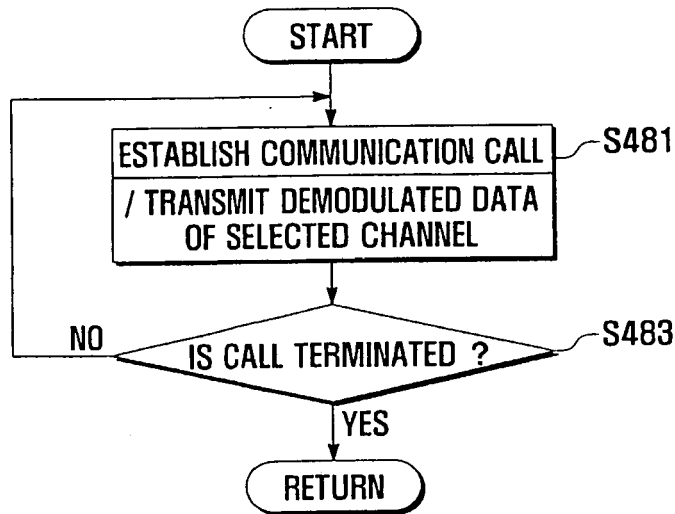 START
ESTABLISH COMMUNICATION CALL
S481
/ TRANSMIT DEMODULATED DATA
OF SELECTED CHANNEL
NO
IS CALL TERMINATED ?
S483
YES
RETURN